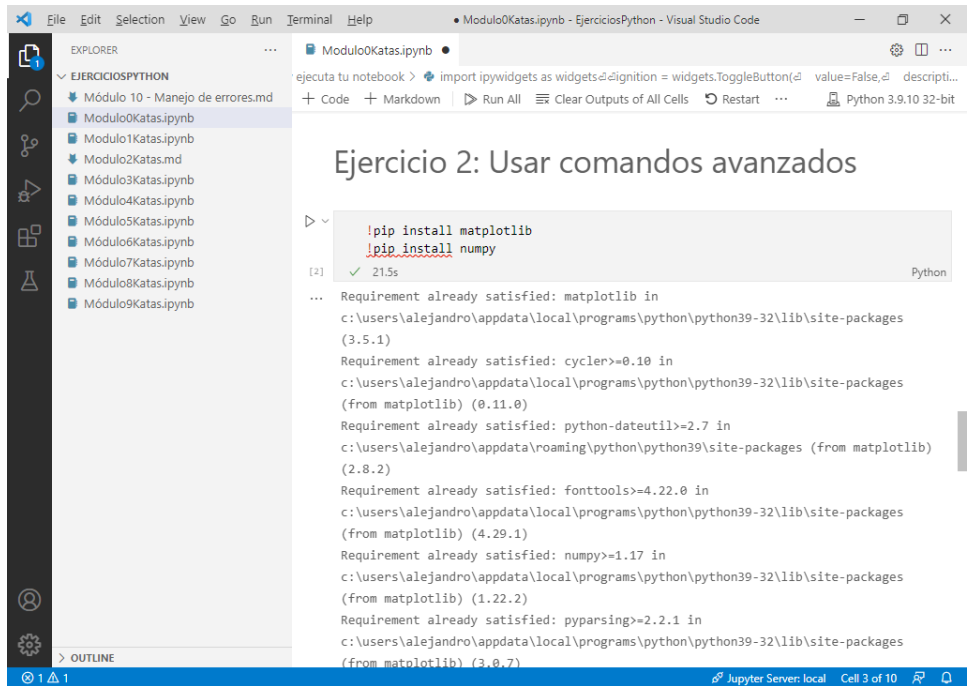 File Edit Selection View Go Run Terminal Help ● Modulo0Katas.ipynb - EjerciciosPython - Visual Studio Code
EXPLORER ...
EJERCICIOSPYTHON
Módulo 10 - Manejo de errores.md
Modulo0Katas.ipynb
Modulo1Katas.ipynb
Modulo2Katas.md
Módulo3Katas.ipynb
Módulo4Katas.ipynb
Módulo5Katas.ipynb
Módulo6Katas.ipynb
Módulo7Katas.ipynb
Módulo8Katas.ipynb
Módulo9Katas.ipynb
OUTLINE
1
Modulo0Katas.ipynb ●
ejecuta tu notebook > import ipywidgets as widgets⏎⏎ignition = widgets.ToggleButton(⏎ value=False,⏎ descripti...
+ Code + Markdown Run All Clear Outputs of All Cells Restart ... Python 3.9.10 32-bit
Ejercicio 2: Usar comandos avanzados
!pip install matplotlib
!pip install numpy
[2] ✓ 21.5s Python
... Requirement already satisfied: matplotlib in
c:\users\alejandro\appdata\local\programs\python\python39-32\lib\site-packages
(3.5.1)
Requirement already satisfied: cycler>=0.10 in
c:\users\alejandro\appdata\local\programs\python\python39-32\lib\site-packages
(from matplotlib) (0.11.0)
Requirement already satisfied: python-dateutil>=2.7 in
c:\users\alejandro\appdata\roaming\python\python39\site-packages (from matplotlib)
(2.8.2)
Requirement already satisfied: fonttools>=4.22.0 in
c:\users\alejandro\appdata\local\programs\python\python39-32\lib\site-packages
(from matplotlib) (4.29.1)
Requirement already satisfied: numpy>=1.17 in
c:\users\alejandro\appdata\local\programs\python\python39-32\lib\site-packages
(from matplotlib) (1.22.2)
Requirement already satisfied: pyparsing>=2.2.1 in
c:\users\alejandro\appdata\local\programs\python\python39-32\lib\site-packages
(from matplotlib) (3.0.7)
1 1 Jupyter Server: local Cell 3 of 10